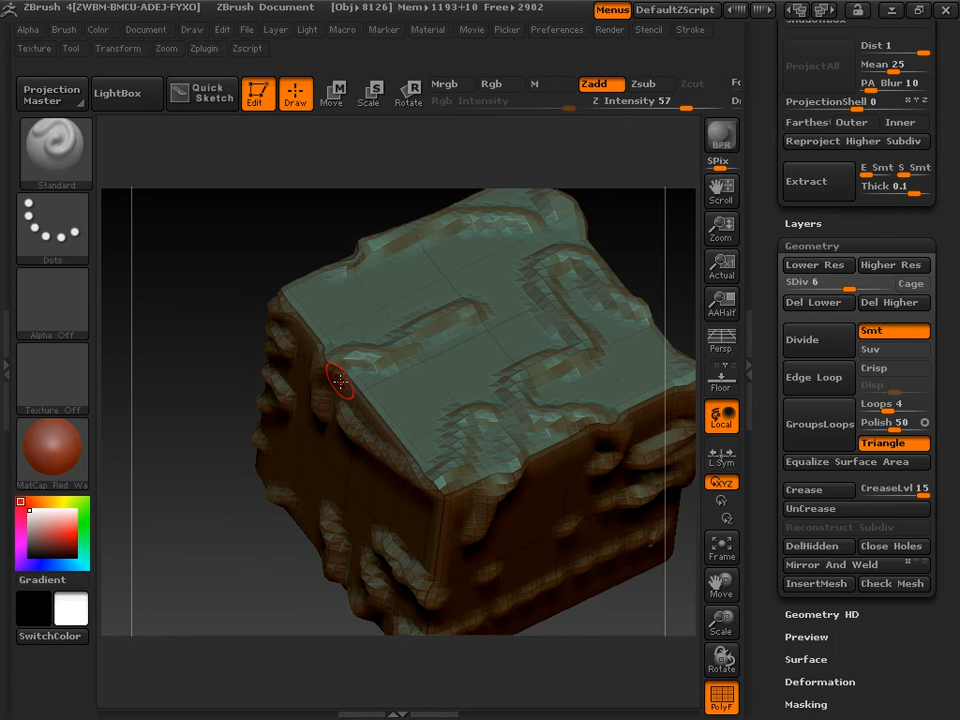 ZBrush 4[ZWBM-BMCU-ADEJ-FYXO] ZBrush Document [Obj▸8126] Mem▸1193+10 Free▸2902 Menus DefaultZScript
Alpha Brush Color Document Draw Edit File Layer Light Macro Marker Material Movie Picker Preferences Render Stencil Stroke
Texture Tool Transform Zoom Zplugin Zscript
Projection Master
LightBox
Quick Sketch
Edit
Draw
Move
Scale
Rotate
Mrgb Rgb M Zadd Zsub Zcut
Rgb Intensity Z Intensity 57
Standard
Dots
Alpha Off
Texture Off
MatCap Red Wa
Gradient
SwitchColor
BPR
SPix
Scroll
Zoom
Actual
AAHalf
Persp
Floor
Local
L.Sym
XYZ
Y
Z
Frame
Move
Scale
Rotate
PolyF
ProjectAll
Dist 1
Mean 25
PA Blur 10
ProjectionShell 0
Farthes Outer Inner
Reproject Higher Subdiv
Extract
E Smt S Smt
Thick 0.1
Layers
Geometry
Lower Res Higher Res
SDiv 6 Cage
Del Lower Del Higher
Divide Smt
Suv
Edge Loop Crisp
Disp
GroupsLoops Loops 4
Polish 50
Triangle
Equalize Surface Area
Crease CreaseLvl 15
UnCrease
Reconstruct Subdiv
DelHidden Close Holes
Mirror And Weld
InsertMesh Check Mesh
Geometry HD
Preview
Surface
Deformation
Masking